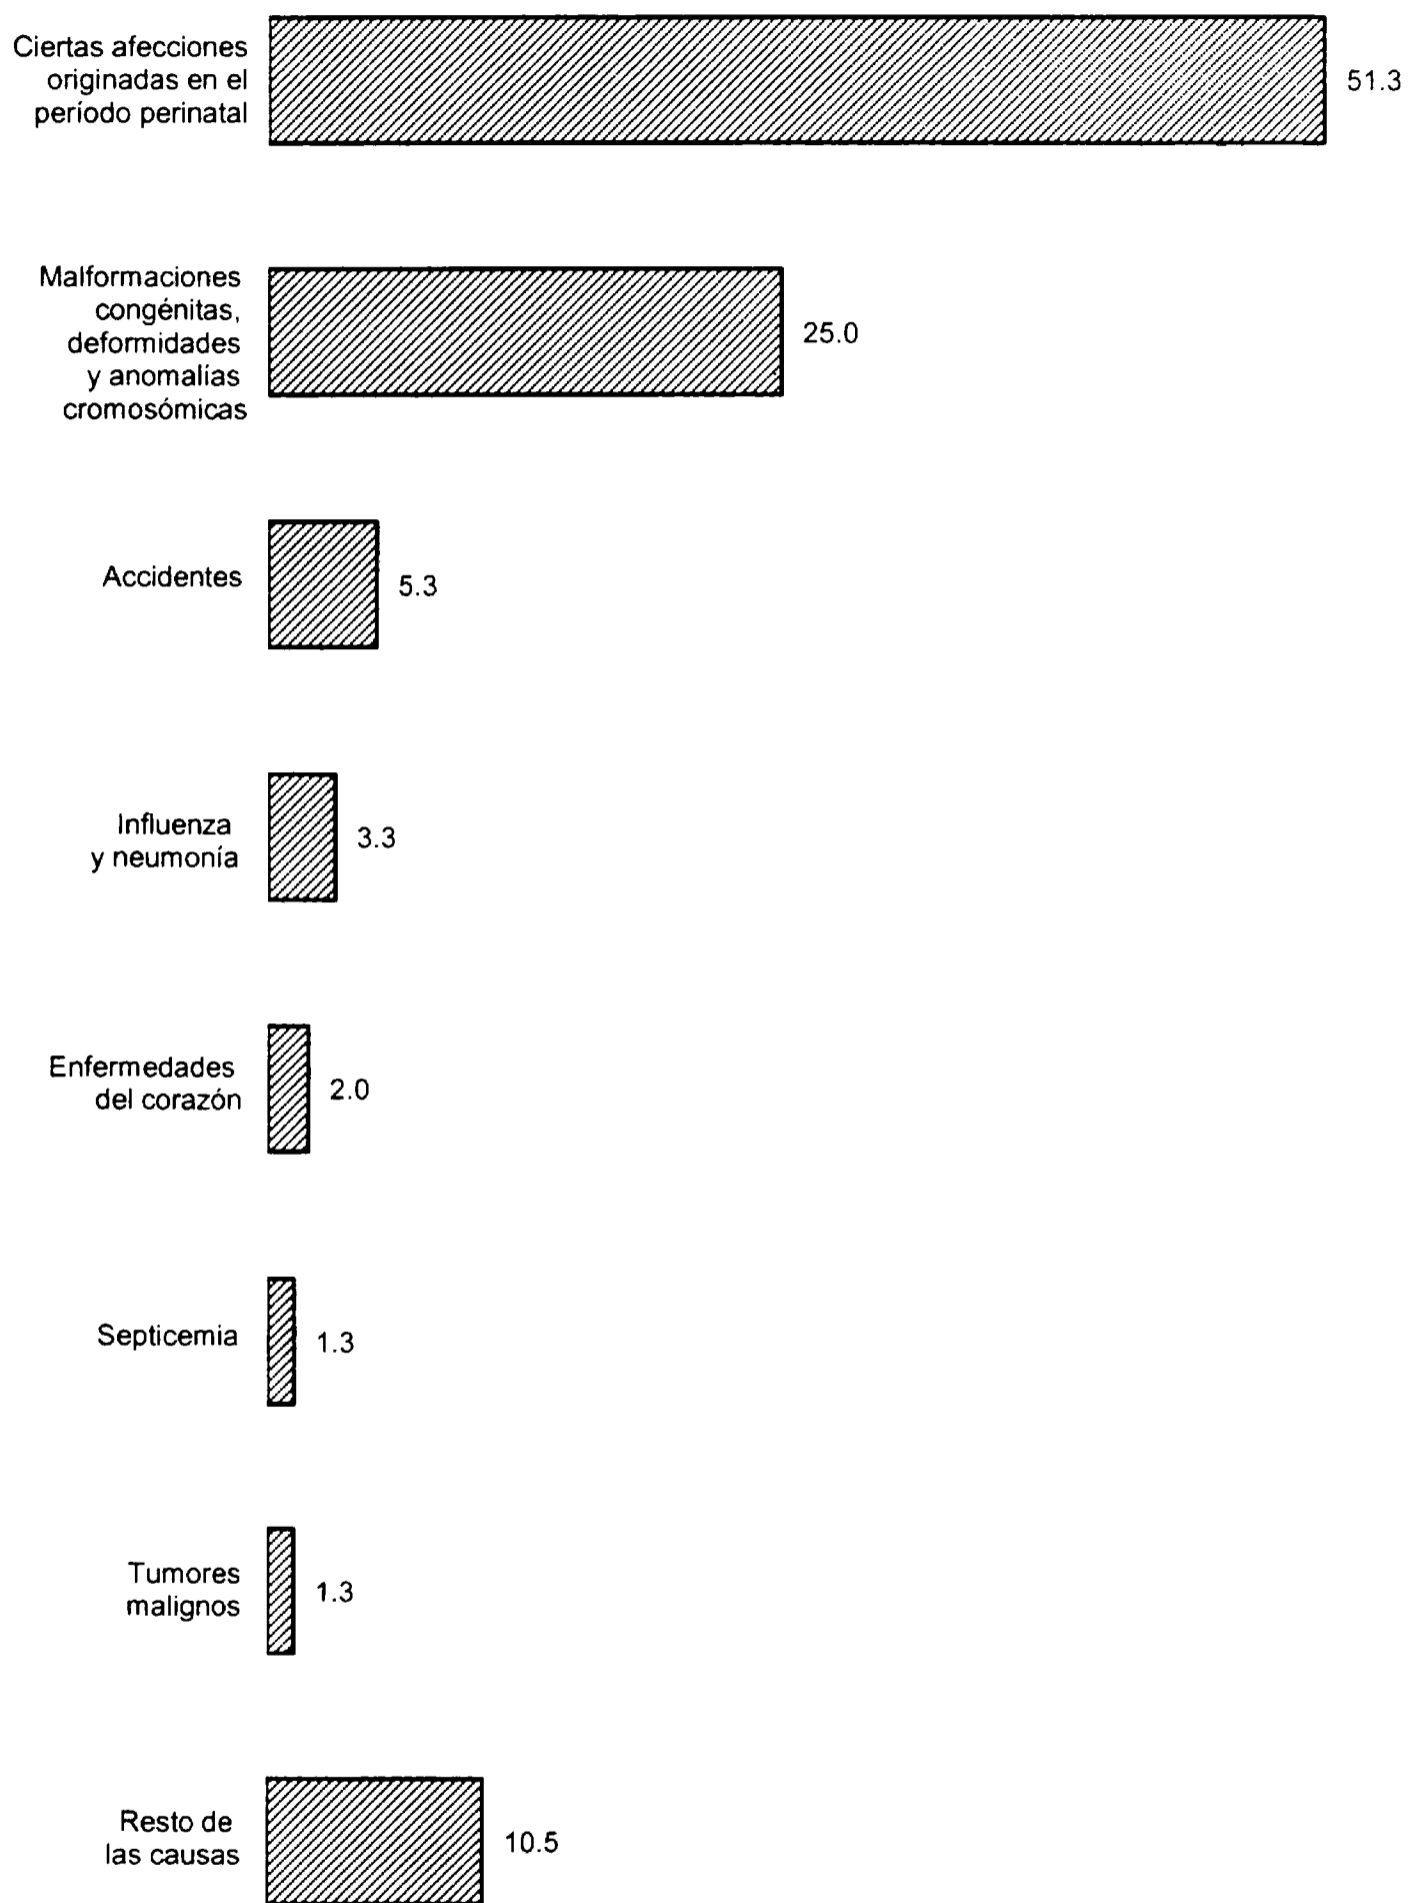 Ciertas afecciones
originadas en el
período perinatal
51.3
Malformaciones
congénitas,
deformidades
y anomalías
cromosómicas
25.0
Accidentes
5.3
Influenza
y neumonía
3.3
Enfermedades
del corazón
2.0
Septicemia
1.3
Tumores
malignos
1.3
Resto de
las causas
10.5